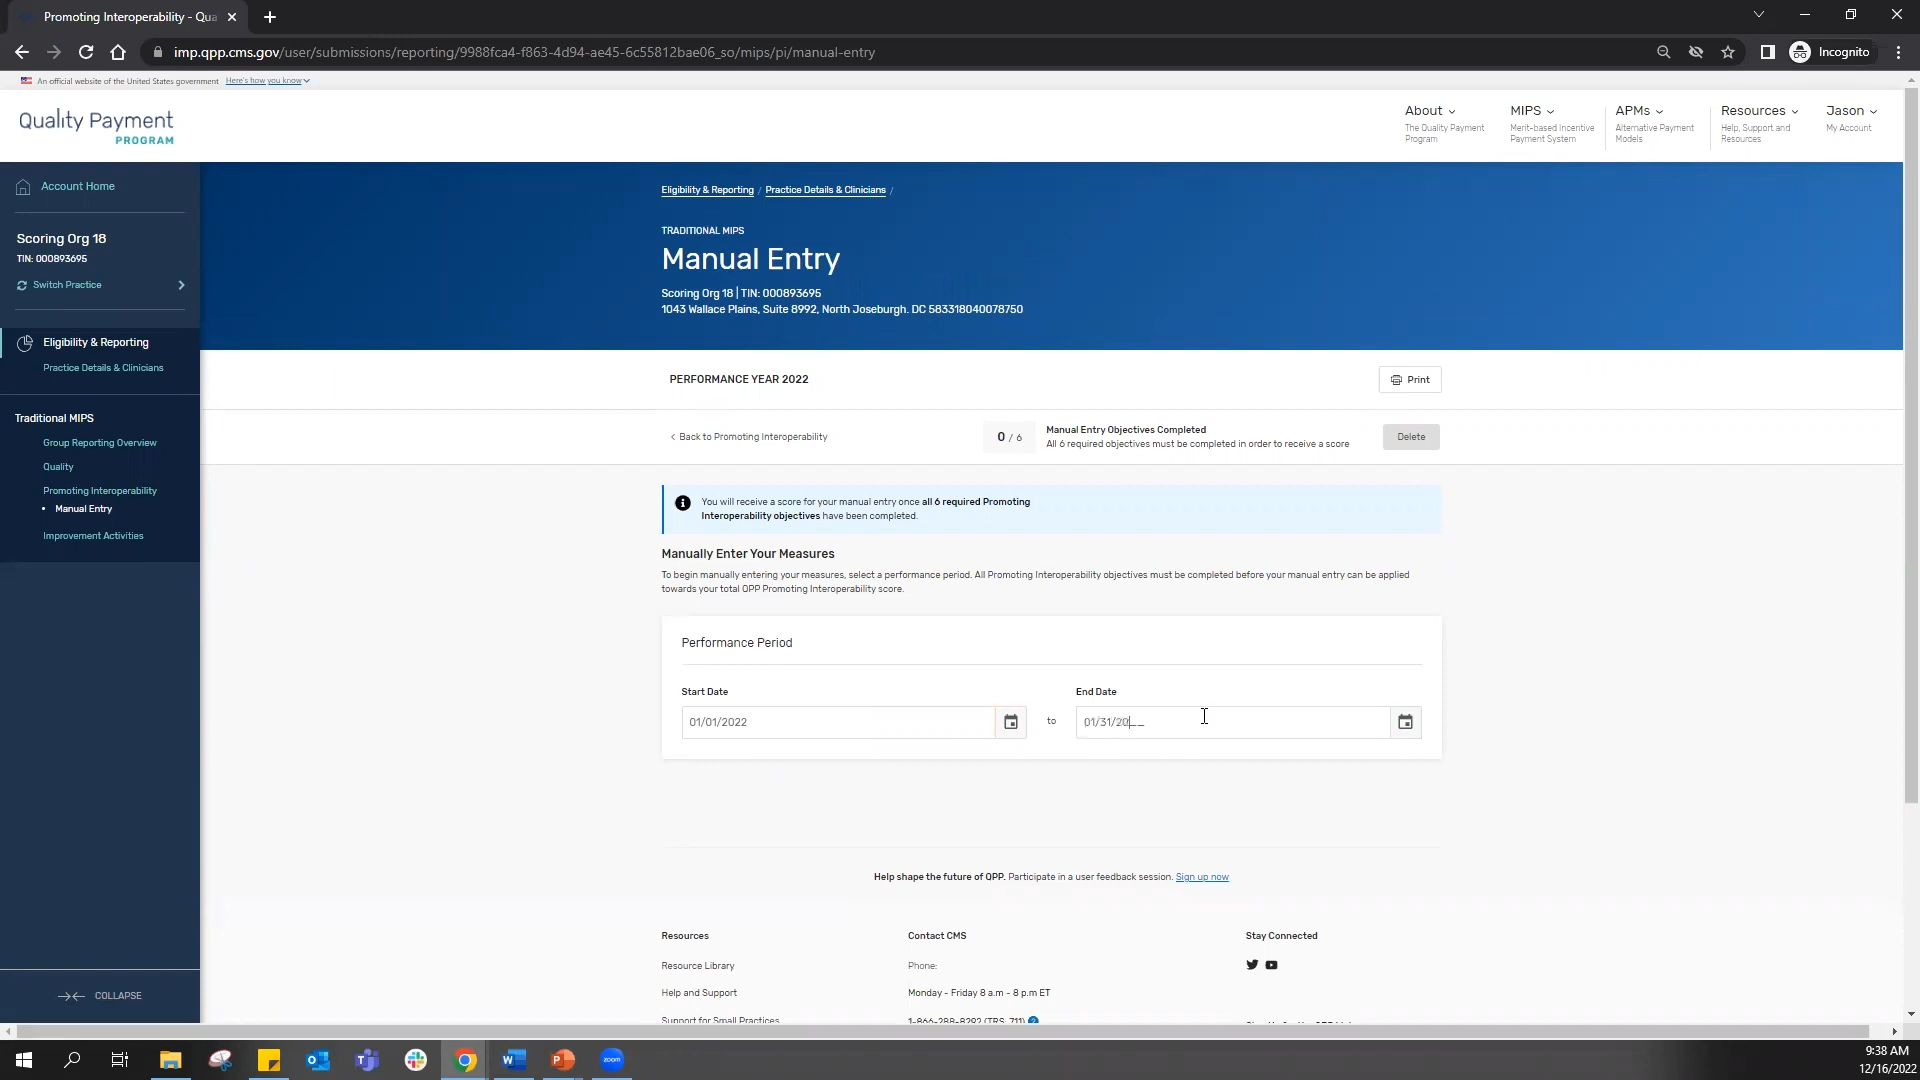 Promoting Interoperability - Qua
imp.qpp.cms.gov/user/submissions/reporting/9988fca4-f863-4d94-ae45-6c55812bae06_so/mips/pi/manual-entry
Incognito
An official website of the United States government Here's how you know
Quality Payment
PROGRAM
About
The Quality Payment
Program
MIPS
Merit-based Incentive
Payment System
APMs
Alternative Payment
Models
Resources
Help, Support and
Resources
Jason
My Account
Account Home
Scoring Org 18
TIN: 000893695
Switch Practice
Eligibility & Reporting
Practice Details & Clinicians
Traditional MIPS
Group Reporting Overview
Quality
Promoting Interoperability
• Manual Entry
Improvement Activities
COLLAPSE
Eligibility & Reporting / Practice Details & Clinicians /
TRADITIONAL MIPS
Manual Entry
Scoring Org 18 | TIN: 000893695
1043 Wallace Plains, Suite 8992, North Joseburgh. DC 583318040078750
PERFORMANCE YEAR 2022
Print
< Back to Promoting Interoperability
0 / 6
Manual Entry Objectives Completed
All 6 required objectives must be completed in order to receive a score
Delete
You will receive a score for your manual entry once all 6 required Promoting
Interoperability objectives have been completed.
Manually Enter Your Measures
To begin manually entering your measures, select a performance period. All Promoting Interoperability objectives must be completed before your manual entry can be applied
towards your total QPP Promoting Interoperability score.
Performance Period
Start Date
01/01/2022
to
End Date
01/31/20__
Help shape the future of QPP. Participate in a user feedback session. Sign up now
Resources
Resource Library
Help and Support
Support for Small Practices
Contact CMS
Phone:
Monday - Friday 8 a.m - 8 p.m ET
1-866-288-8292 (TRS: 711)
Stay Connected
zoom
9:38 AM
12/16/2022